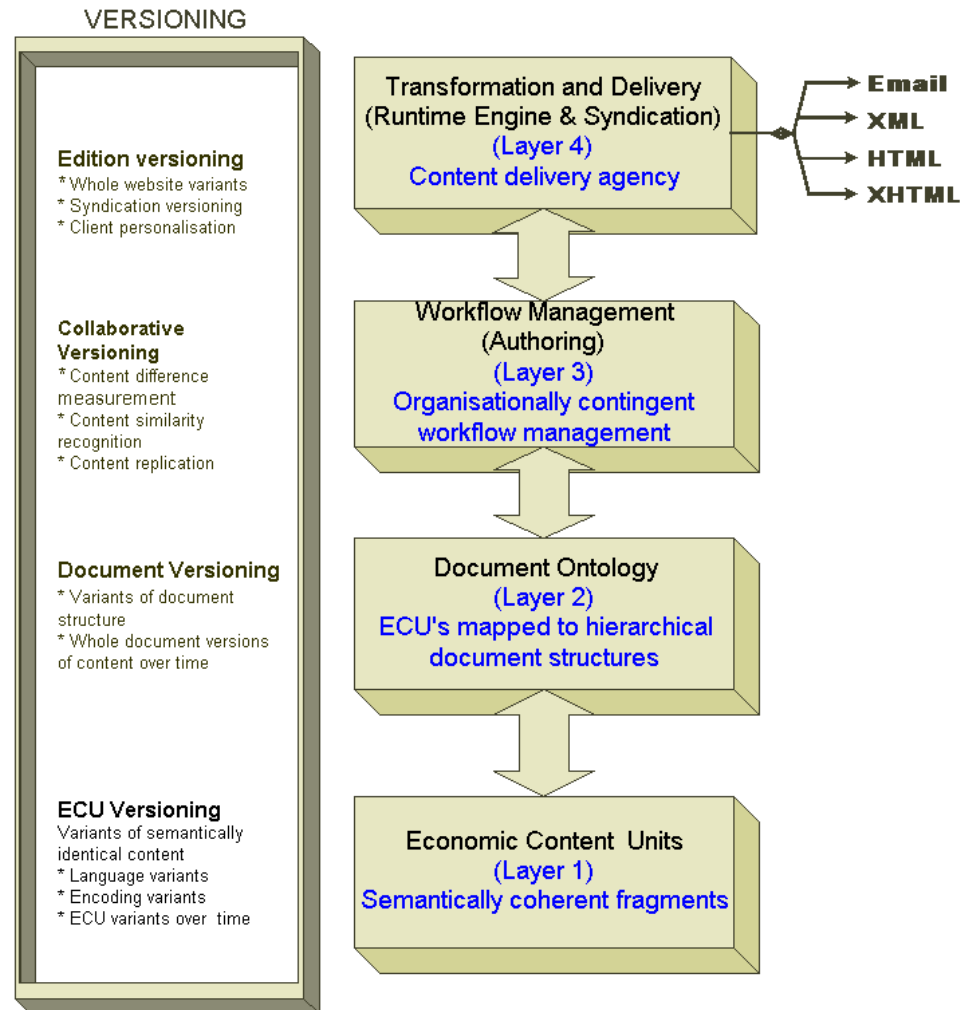 VERSIONING
Edition versioning
* Whole website variants
* Syndication versioning
* Client personalisation
Collaborative
Versioning
* Content difference
measurement
* Content similarity
recognition
* Content replication
Document Versioning
* Variants of document
structure
* Whole document versions
of content over time
ECU Versioning
Variants of semantically
identical content
* Language variants
* Encoding variants
* ECU variants over time
Transformation and Delivery
(Runtime Engine & Syndication)
(Layer 4)
Content delivery agency
Email
XML
HTML
XHTML
Workflow Management
(Authoring)
(Layer 3)
Organisationally contingent
workflow management
Document Ontology
(Layer 2)
ECU's mapped to hierarchical
document structures
Economic Content Units
(Layer 1)
Semantically coherent fragments